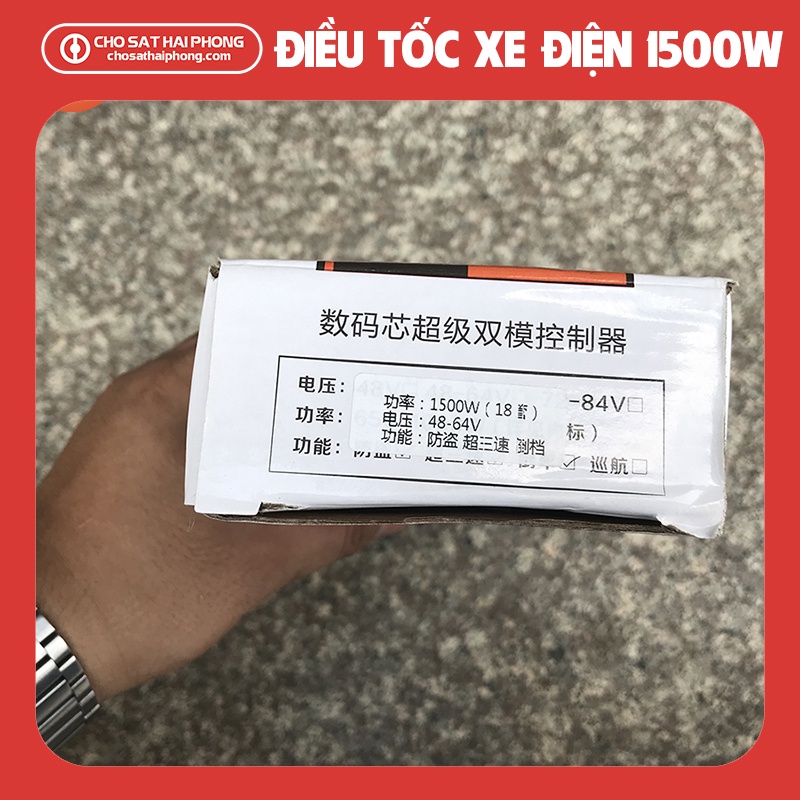 CHO SAT HAI PHONG
chosathaiphong.com
ĐIỀU TỐC XE ĐIỆN 1500W
数码芯超级双模控制器
电压：
-84V□
功率：
标）
功能：
☑ 巡航□
功率：1500W（18 ）
电压：48-64V
功能：防盗 超三速 倒档